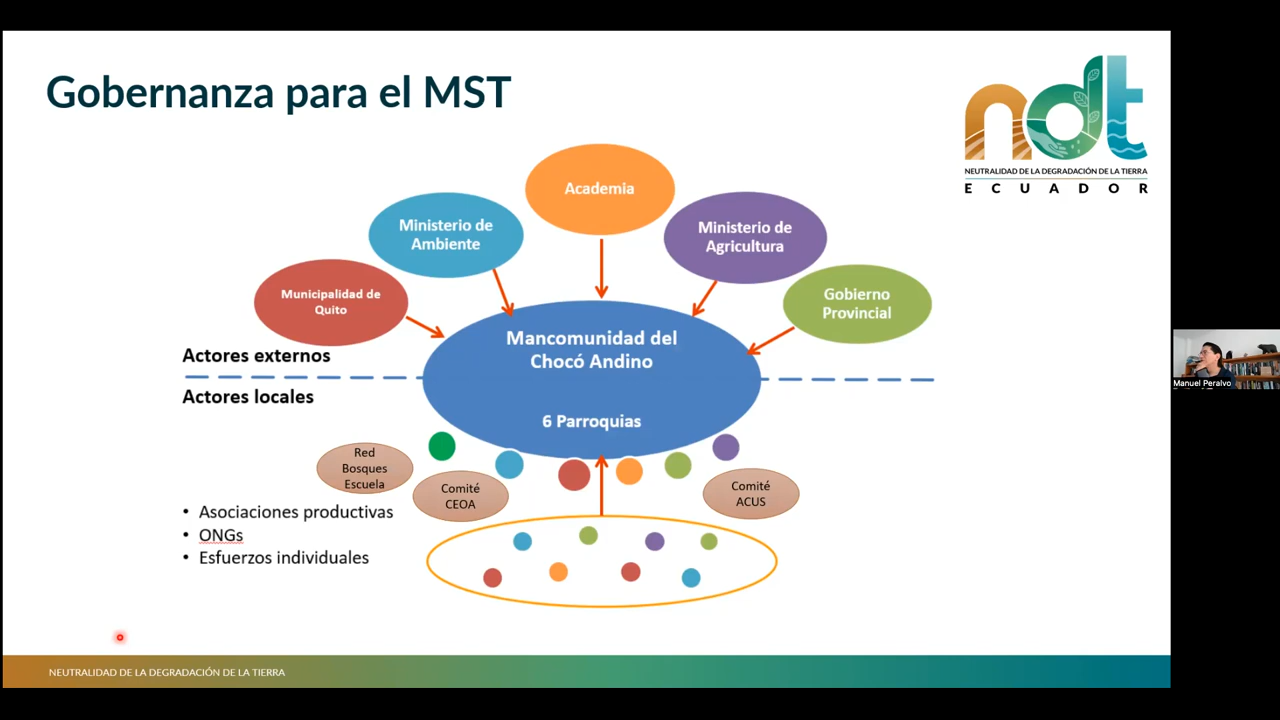 Gobernanza para el MST
ndt
NEUTRALIDAD DE LA DEGRADACIÓN DE LA TIERRA
ECUADOR
Academia
Ministerio de
Ambiente
Ministerio de
Agricultura
Municipalidad de
Quito
Gobierno
Provincial
Mancomunidad del
Chocó Andino
6 Parroquias
Actores externos
Actores locales
Red
Bosques
Escuela
Comité
CEOA
Comité
ACUS
• Asociaciones productivas
• ONGs
• Esfuerzos individuales
NEUTRALIDAD DE LA DEGRADACIÓN DE LA TIERRA
Manuel Peralvo